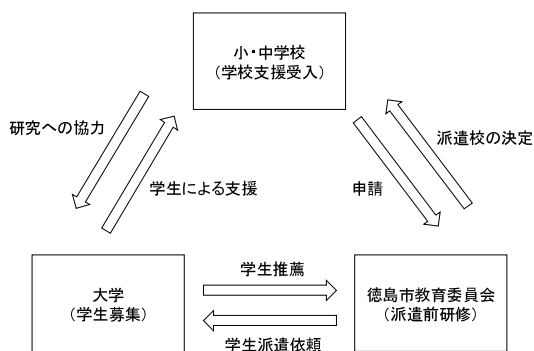 小・中学校
(学校支援受入)
研究への協力
派遣校の決定
学生による支援
申請
学生推薦
大学
(学生募集)
徳島市教育委員会
(派遣前研修)
学生派遣依頼